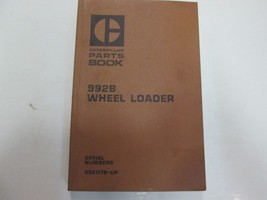 CATERPILLAR
PARTS
BOOK
992B
WHEEL LOADER
SERIAL
NUMBERS